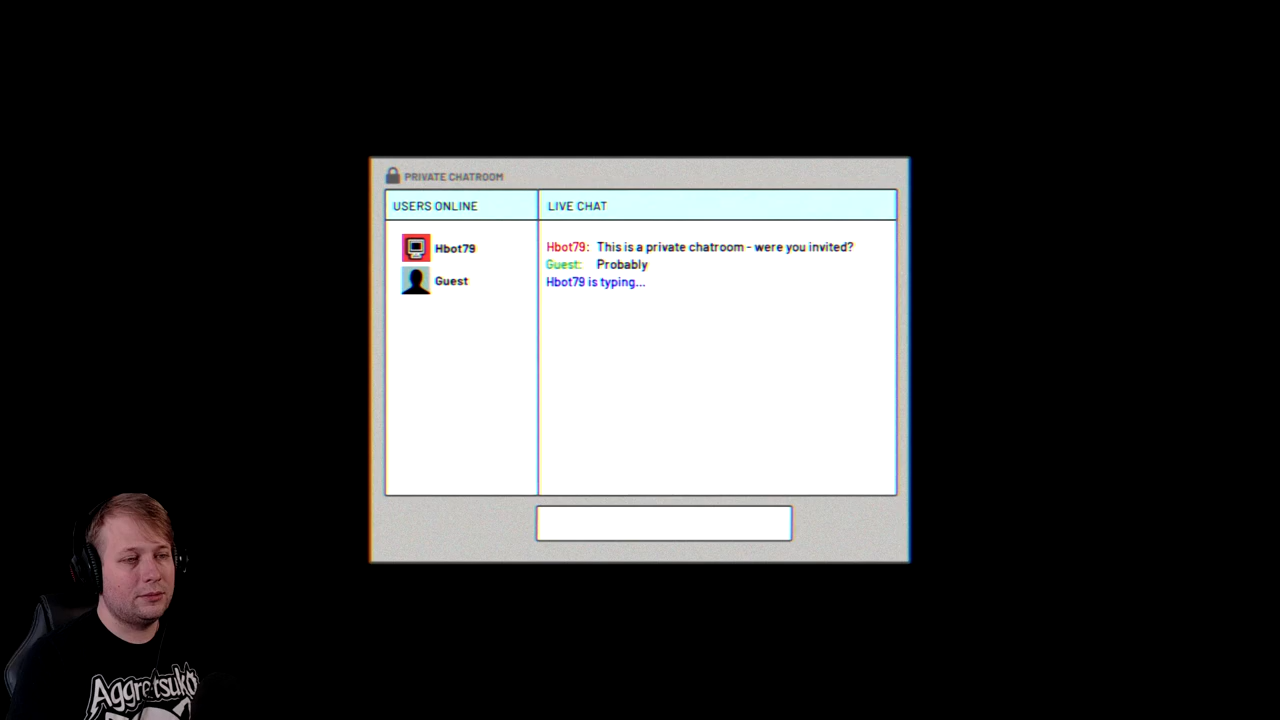 PRIVATE CHATROOM
USERS ONLINE
LIVE CHAT
Hbot79
Guest
Hbot79: This is a private chatroom - were you invited?
Guest: Probably
Hbot79 is typing...
Aggretsuko